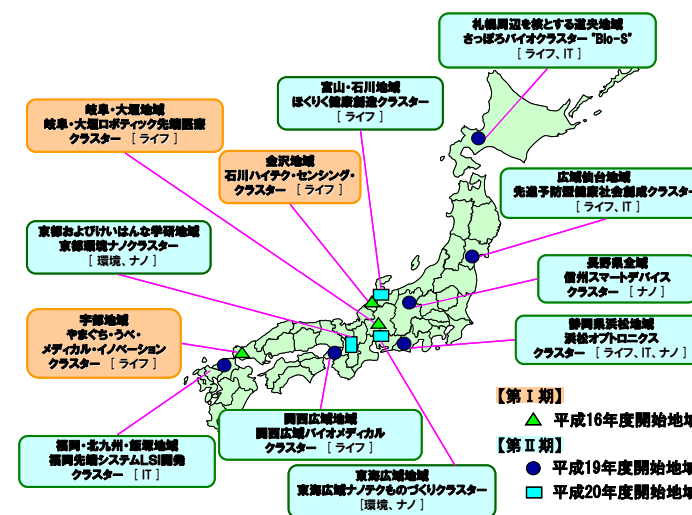 札幌周辺を核とする道央地域
さっぽろバイオクラスター "Bio-S"
[ ライフ、IT ]
富山・石川地域
ほくりく健康創造クラスター
[ ライフ ]
岐阜・大垣地域
岐阜・大垣ロボティック先端医療
クラスター [ ライフ ]
金沢地域
石川ハイテク・センシング・
クラスター [ ライフ ]
広域仙台地域
先進予防型健康社会創成クラスター
[ ライフ、IT ]
京都およびけいはんな学研地域
京都環境ナノクラスター
[ 環境、ナノ ]
長野県全域
信州スマートデバイス
クラスター [ ナノ ]
宇部地域
やまぐち・うべ・
メディカル・イノベーション
クラスター [ ライフ ]
静岡県浜松地域
浜松オプトロニクス
クラスター [ ライフ、IT、ナノ ]
福岡・北九州・飯塚地域
福岡先端システムLSI開発
クラスター [ IT ]
関西広域地域
関西広域バイオメディカル
クラスター [ ライフ ]
東海広域地域
東海広域ナノテクものづくりクラスター
[環境、ナノ ]
【第Ⅰ期】
平成16年度開始地域
【第Ⅱ期】
平成19年度開始地域
平成20年度開始地域